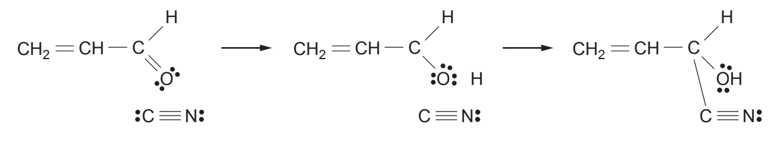 H H H
CH₂=CH—C CH₂=CH—C CH₂=CH—C
O :O: H OH
:C≡N: C≡N: C≡N: